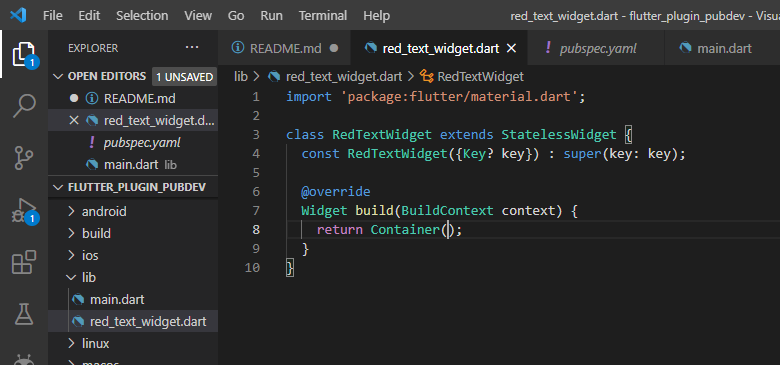 File Edit Selection View Go Run Terminal Help red_text_widget.dart - flutter_plugin_pubdev - Visua
EXPLORER ...
README.md ● red_text_widget.dart × ! pubspec.yaml main.dart
OPEN EDITORS 1 UNSAVED
● README.md
× red_text_widget.d...
! pubspec.yaml
main.dart lib
FLUTTER_PLUGIN_PUBDEV
> android
> build
> ios
lib
main.dart
red_text_widget.dart
> linux
> macos
1
1
lib > red_text_widget.dart > RedTextWidget
1 import 'package:flutter/material.dart';
2
3 class RedTextWidget extends StatelessWidget {
4 const RedTextWidget({Key? key}) : super(key: key);
5
6 @override
7 Widget build(BuildContext context) {
8 return Container();
9 }
10 }